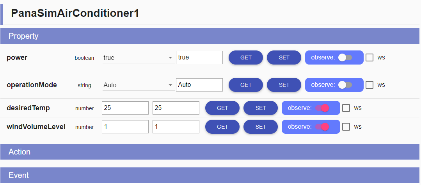 PanaSimAirConditioner1
Property
power boolean true true GET SET observe: ws
operationMode string Auto Auto GET SET observe: ws
desiredTemp number 25 25 GET SET observe: ws
windVolumeLevel number 1 1 GET SET observe: ws
Action
Event